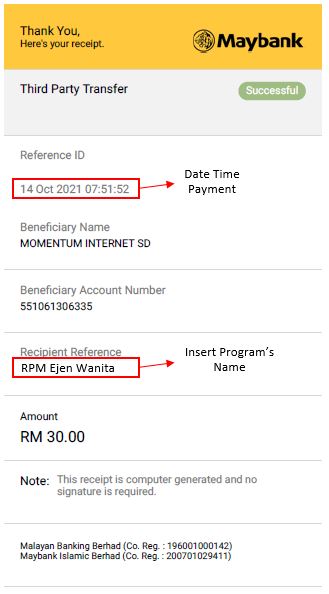 Thank You,
Here's your receipt.
Maybank
Third Party Transfer
Successful
Reference ID
14 Oct 2021 07:51:52
Date Time
Payment
Beneficiary Name
MOMENTUM INTERNET SD
Beneficiary Account Number
551061306335
Recipient Reference
RPM Ejen Wanita
Insert Program's
Name
Amount
RM 30.00
Note: This receipt is computer generated and no
signature is required.
Malayan Banking Berhad (Co. Reg. : 196001000142)
Maybank Islamic Berhad (Co. Reg. : 200701029411)